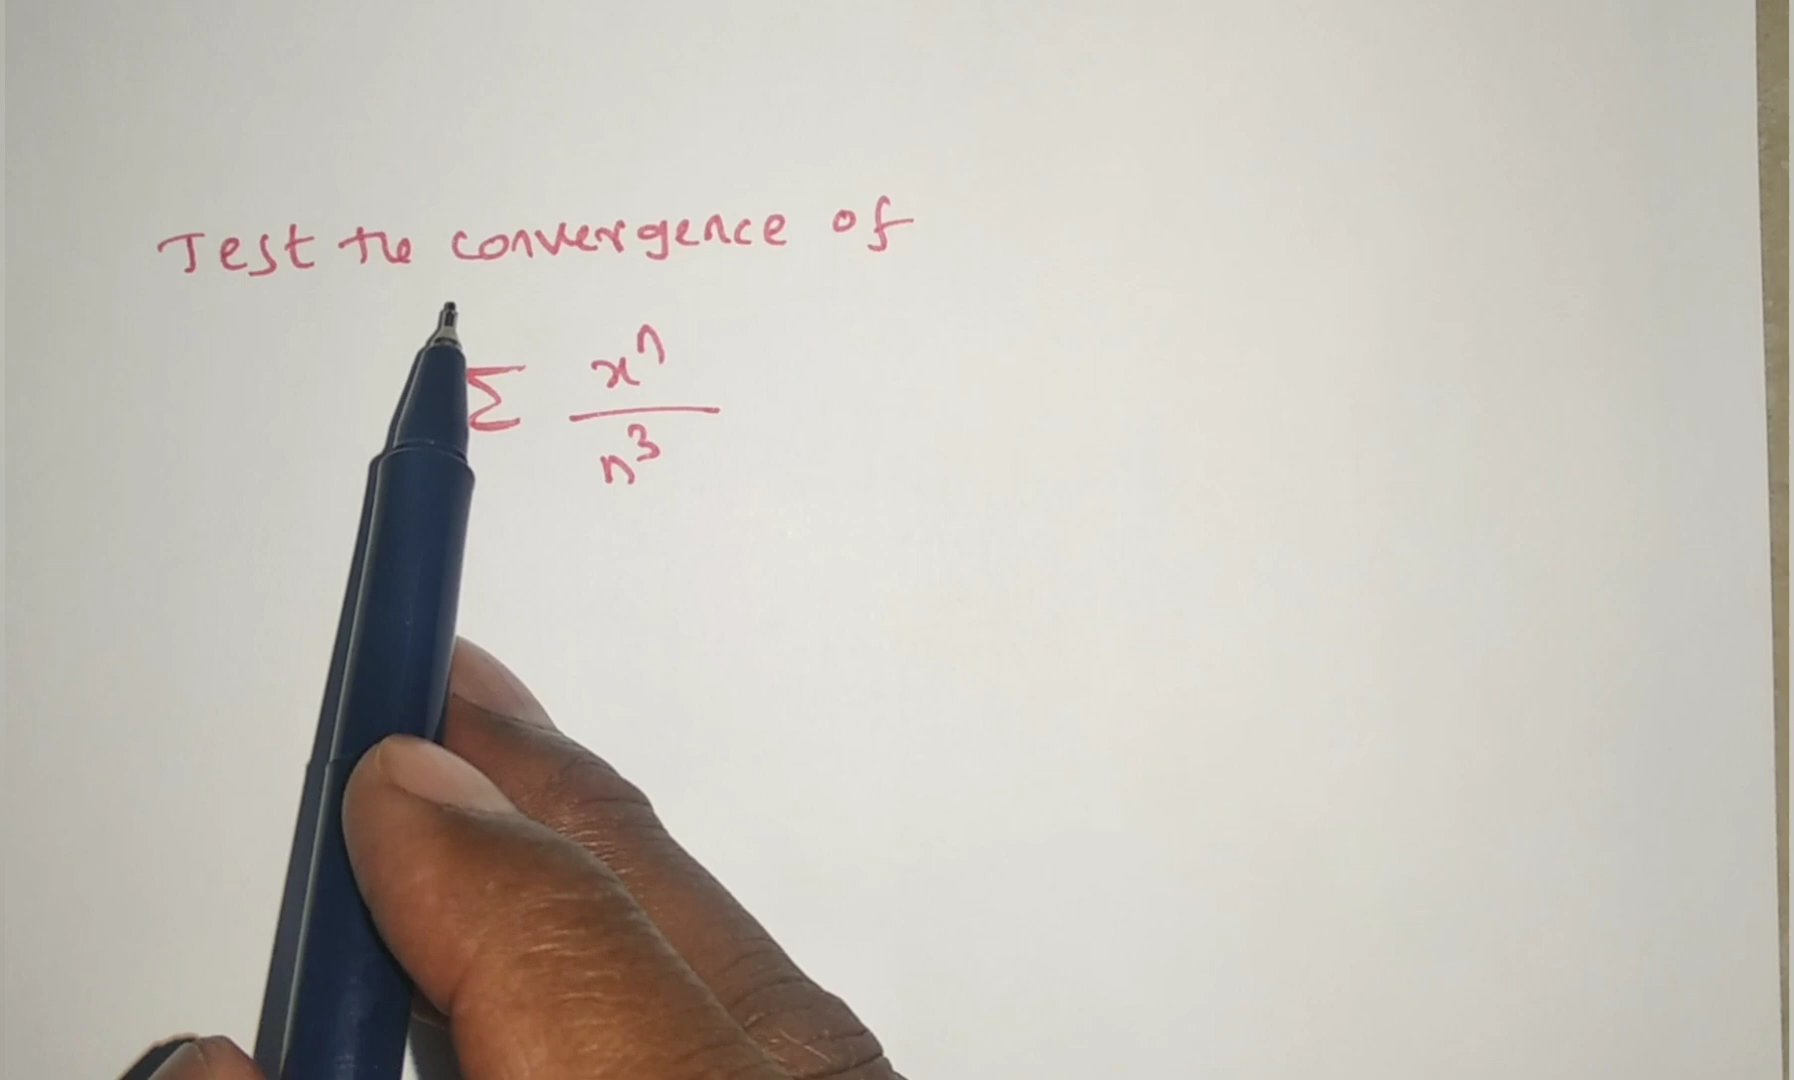 Test the convergence of
Σ xⁿ / n³